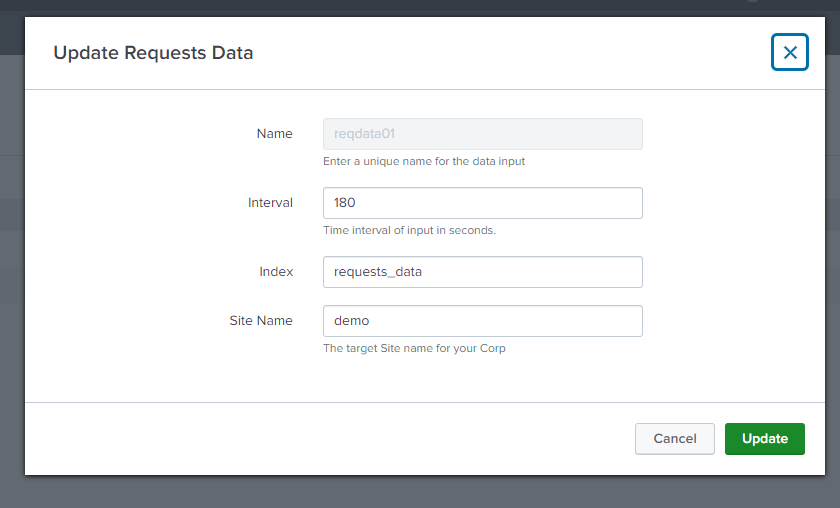 Update Requests Data
Name
reqdata01
Enter a unique name for the data input
Interval
180
Time interval of input in seconds.
Index
requests_data
Site Name
demo
The target Site name for your Corp
Cancel
Update